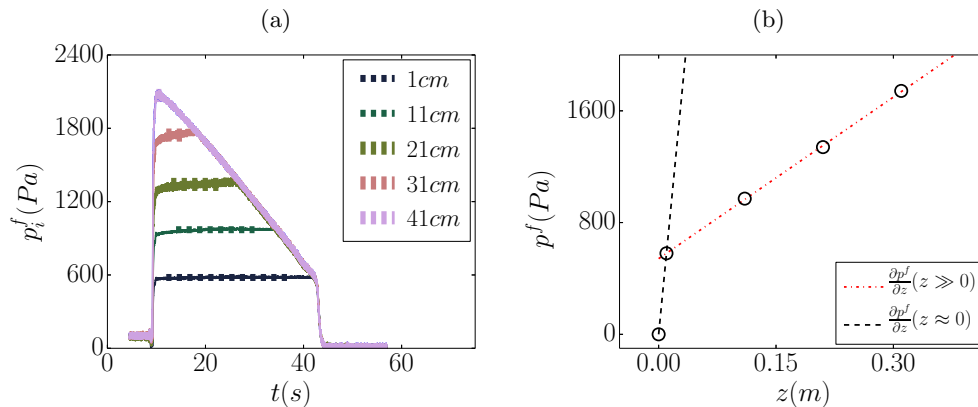 (a)
(b)
2400
1800
1200
600
0
p_i^f(Pa)
0
20
40
60
t(s)
1cm
11cm
21cm
31cm
41cm
1600
800
0
p^f(Pa)
0.00
0.15
0.30
z(m)
∂p^f/∂z (z ≫ 0)
∂p^f/∂z (z ≈ 0)